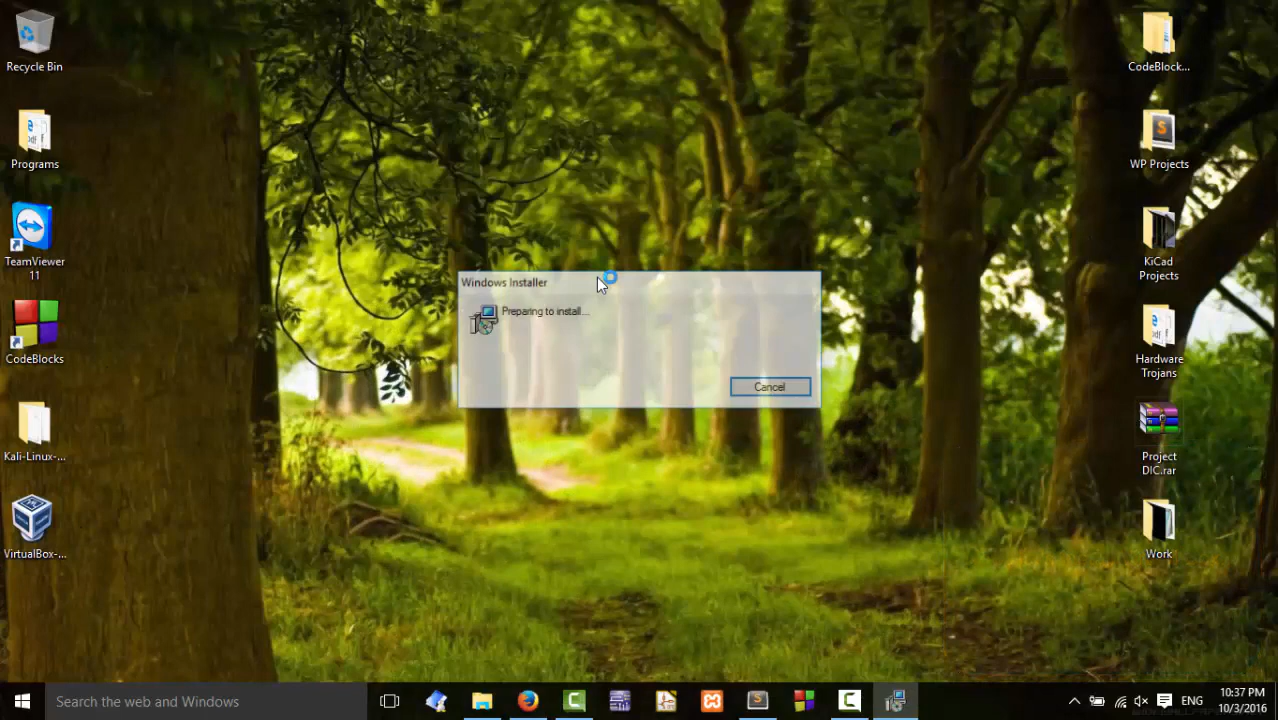 Recycle Bin
Programs
TeamViewer
11
CodeBlocks
Kali-Linux-...
VirtualBox-...
Windows Installer
Preparing to install...
Cancel
CodeBlock...
WP Projects
KiCad
Projects
Hardware
Trojans
Project
DIC.rar
Work
Search the web and Windows
ENG
10:37 PM
10/3/2016